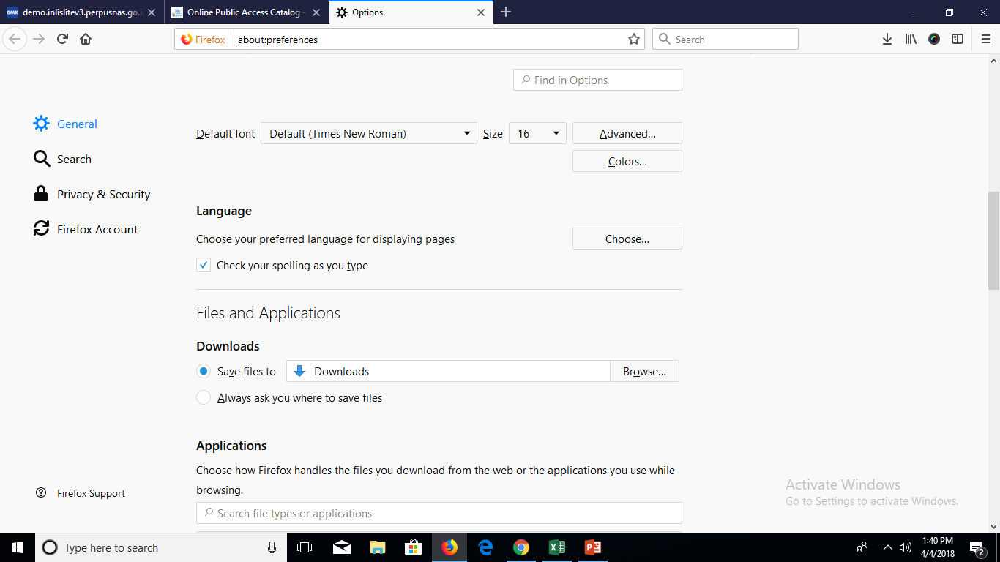 GMX demo.inlislitev3.perpusnas.go.i
Online Public Access Catalog -
Options
Firefox
about:preferences
Search
Find in Options
General
Search
Privacy & Security
Firefox Account
Firefox Support
Default font Default (Times New Roman) Size 16 Advanced...
Colors...
Language
Choose your preferred language for displaying pages Choose...
Check your spelling as you type
Files and Applications
Downloads
Save files to Downloads Browse...
Always ask you where to save files
Applications
Choose how Firefox handles the files you download from the web or the applications you use while
browsing.
Search file types or applications
Activate Windows
Go to Settings to activate Windows.
Type here to search
1:40 PM
4/4/2018
2